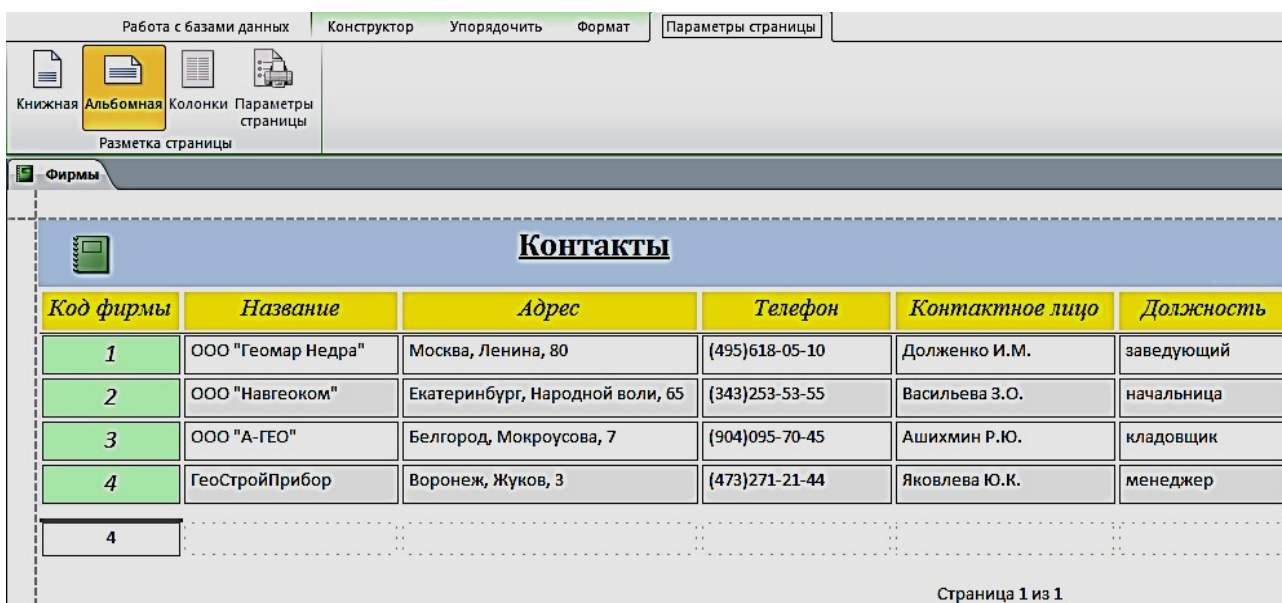 Работа с базами данных Конструктор Упорядочить Формат Параметры страницы
Книжная Альбомная Колонки Параметры страницы
Разметка страницы
Фирмы
Контакты
Код фирмы Название Адрес Телефон Контактное лицо Должность
1 ООО "Геомар Недра" Москва, Ленина, 80 (495)618-05-10 Долженко И.М. заведующий
2 ООО "Навгеоком" Екатеринбург, Народной воли, 65 (343)253-53-55 Васильева З.О. начальница
3 ООО "А-ГЕО" Белгород, Мокроусова, 7 (904)095-70-45 Ашихмин Р.Ю. кладовщик
4 ГеоСтройПрибор Воронеж, Жуков, 3 (473)271-21-44 Яковлева Ю.К. менеджер
4
Страница 1 из 1